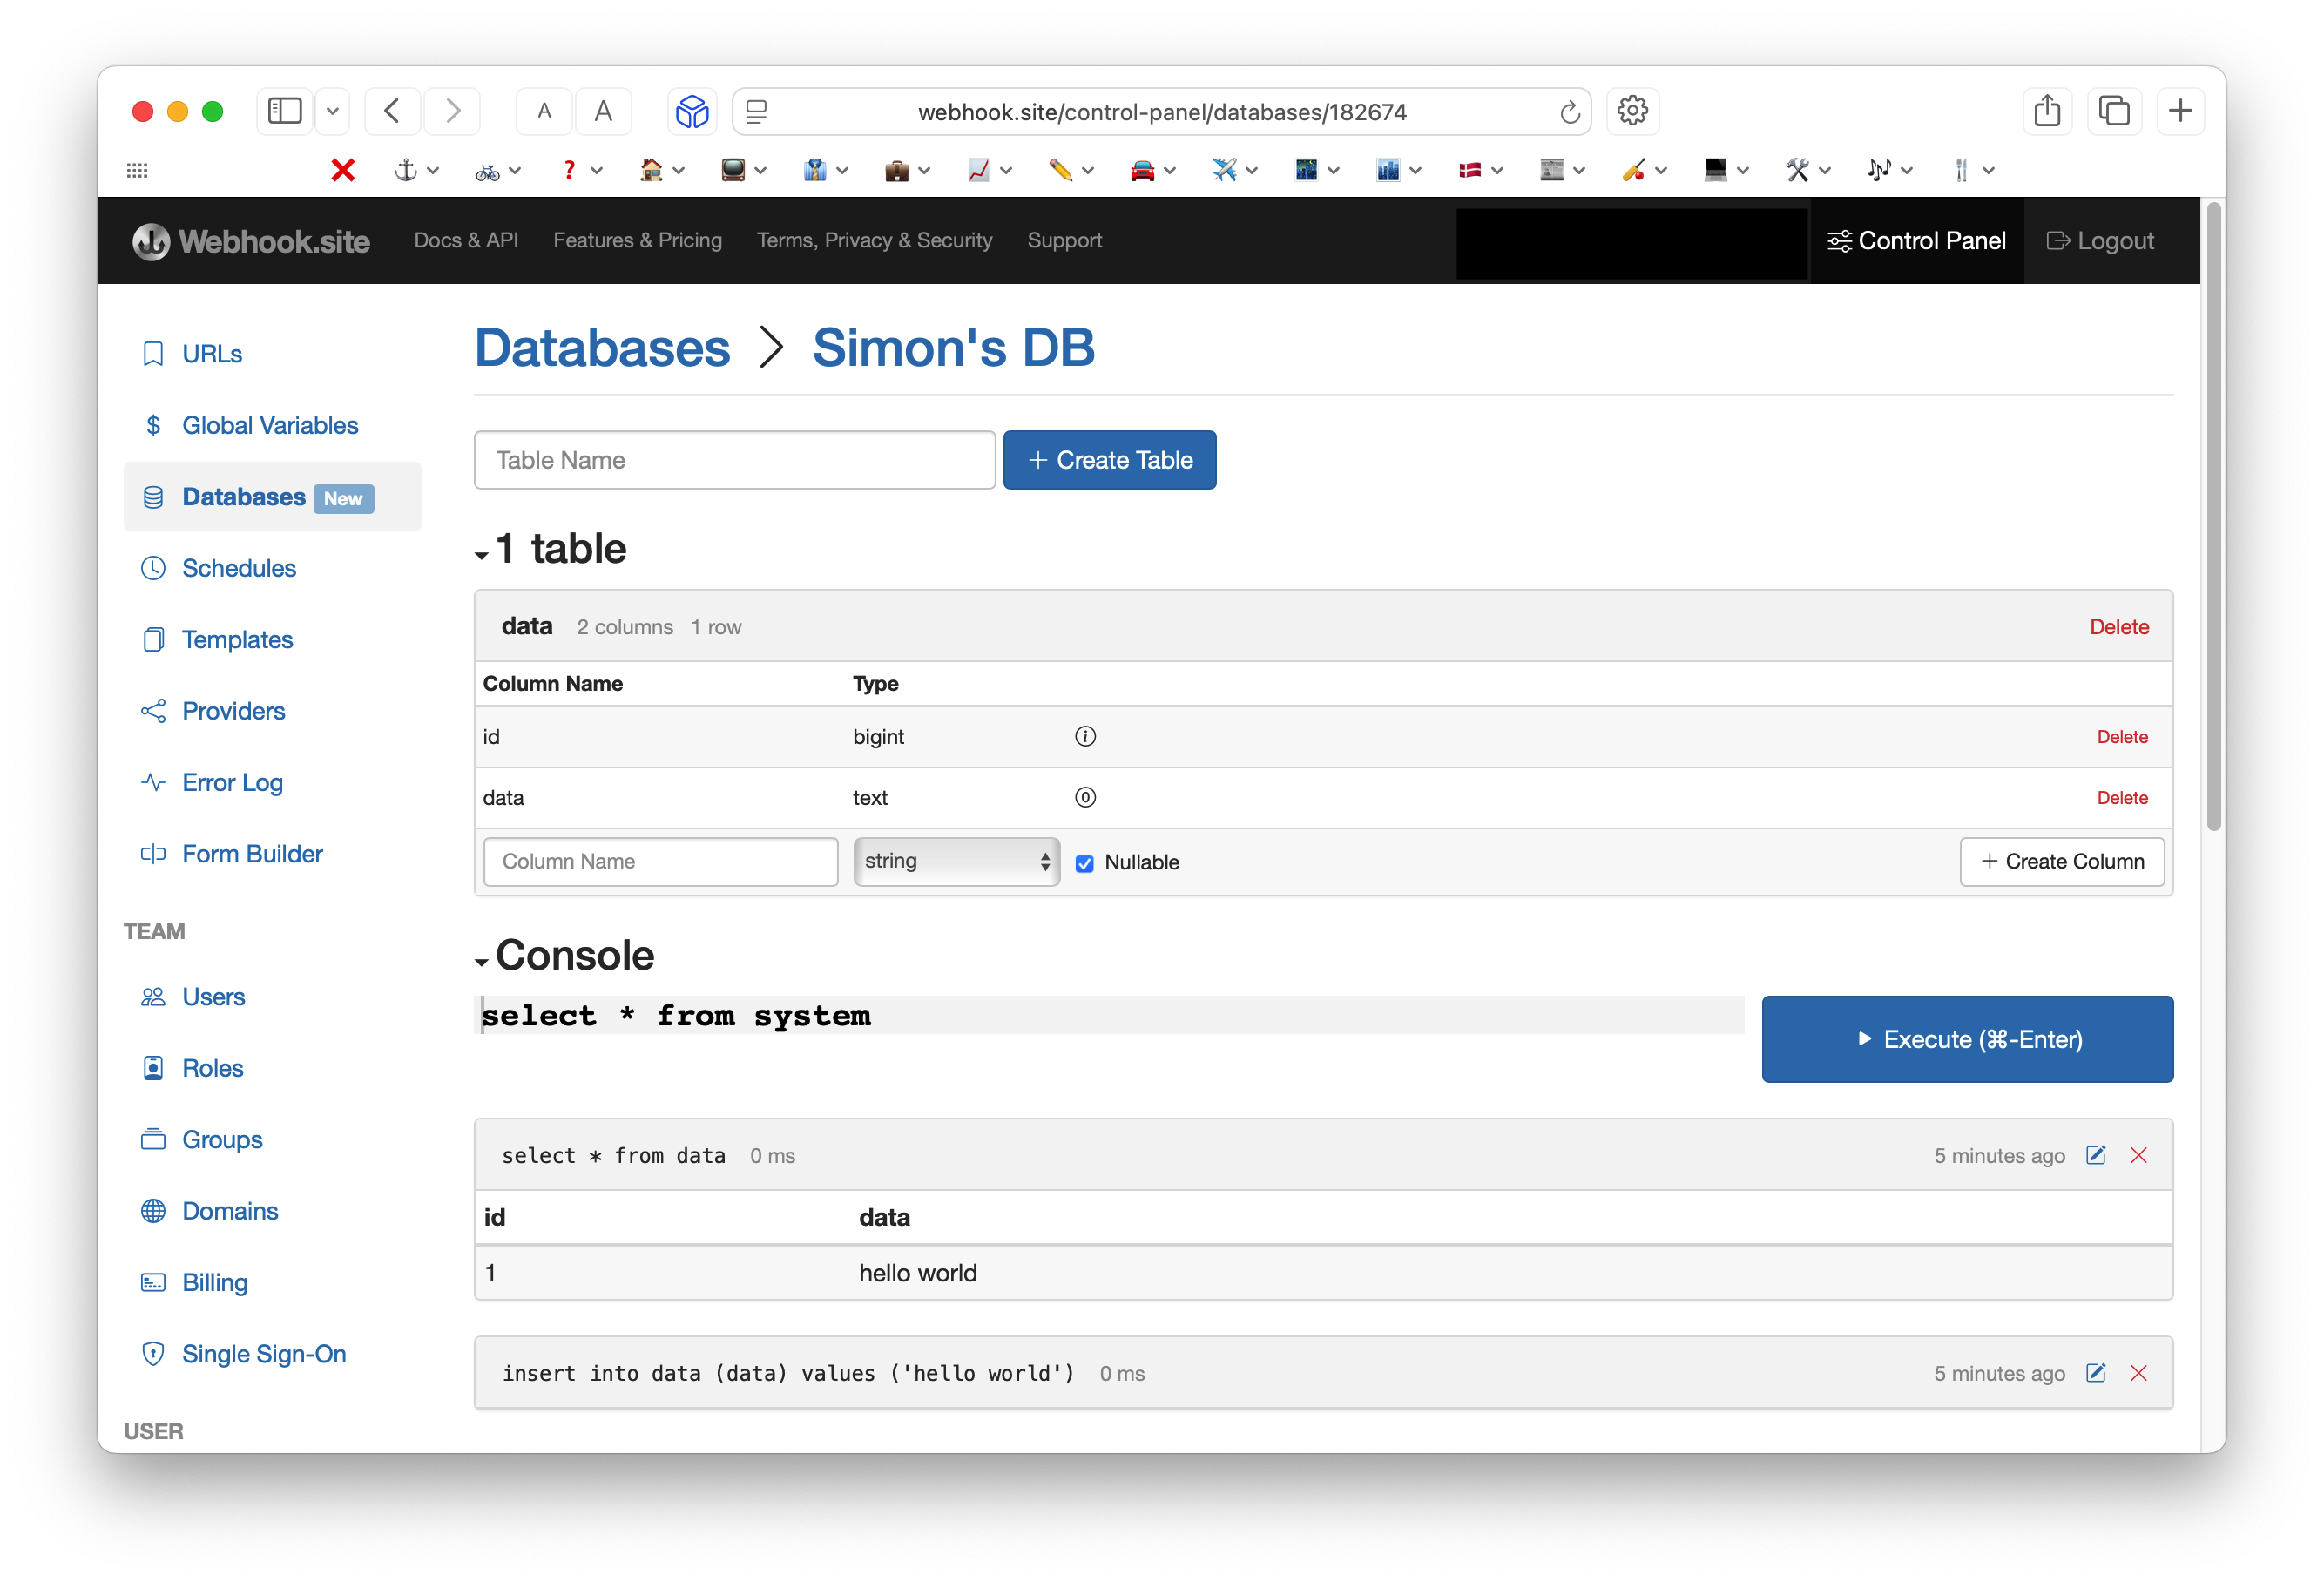 A A webhook.site/control-panel/databases/182674
Webhook.site Docs & API Features & Pricing Terms, Privacy & Security Support Control Panel Logout
URLs
Global Variables
Databases New
Schedules
Templates
Providers
Error Log
Form Builder
TEAM
Users
Roles
Groups
Domains
Billing
Single Sign-On
USER
Databases > Simon's DB
Table Name + Create Table
1 table
data 2 columns 1 row Delete
Column Name Type
id bigint Delete
data text Delete
Column Name string Nullable + Create Column
Console
select * from system
Execute (⌘-Enter)
select * from data 0 ms 5 minutes ago
id data
1 hello world
insert into data (data) values ('hello world') 0 ms 5 minutes ago